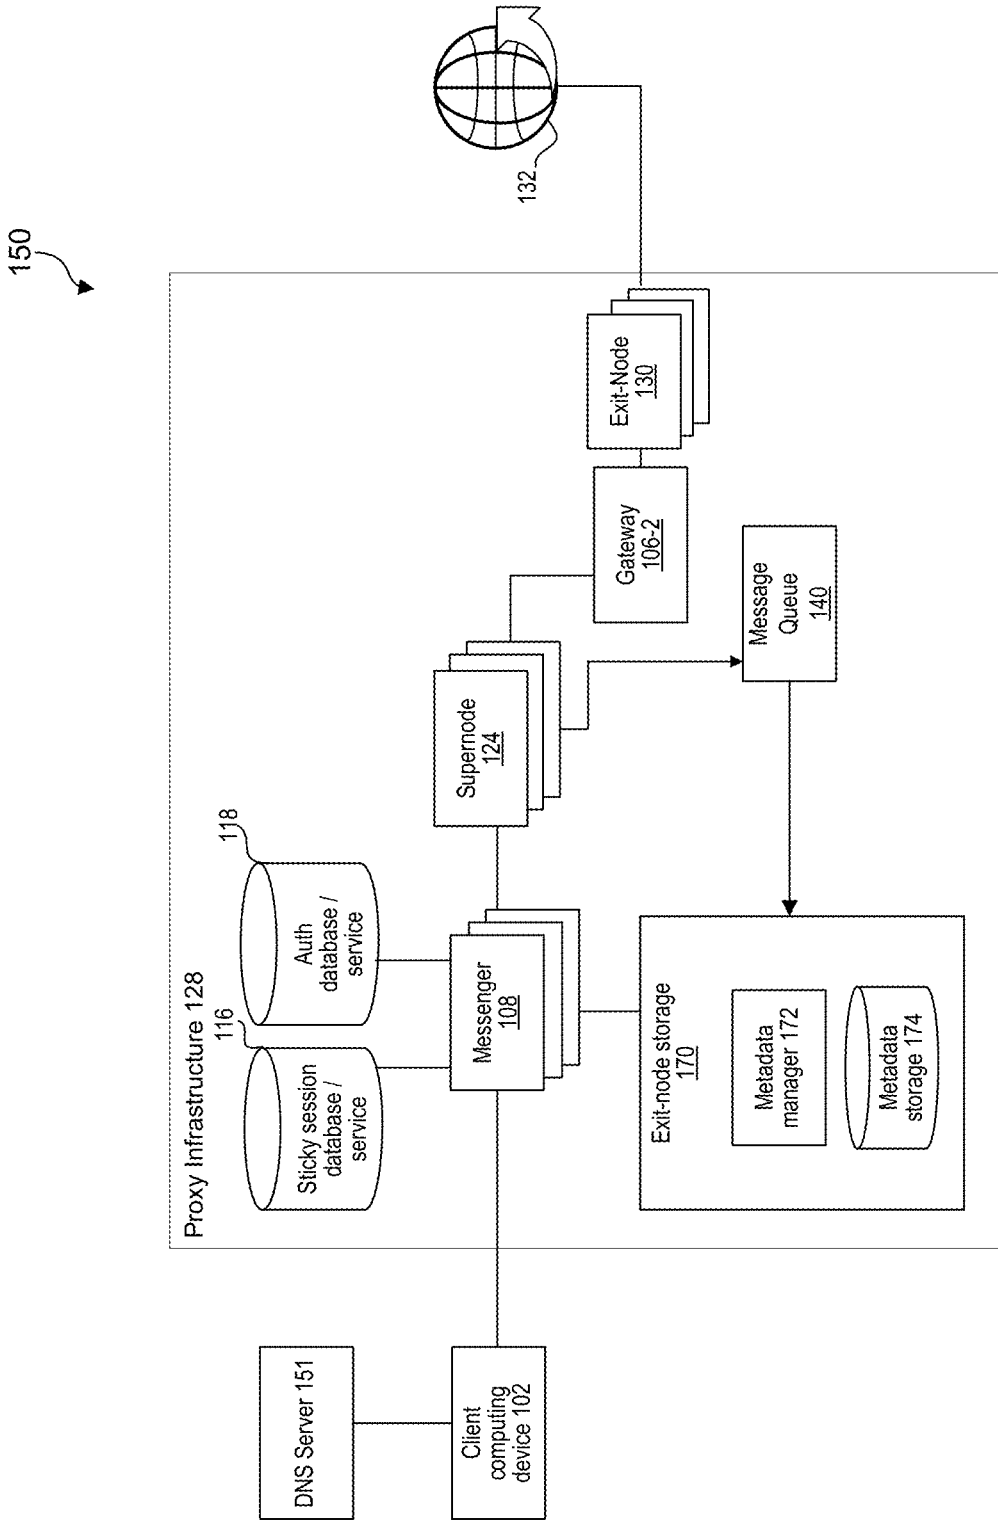 150
Proxy Infrastructure 128
DNS Server 151
Client
computing
device 102
116
Sticky session
database /
service
118
Auth
database /
service
Messenger
108
Supernode
124
Gateway
106-2
Exit-Node
130
132
Message
Queue
140
Exit-node storage
170
Metadata
manager 172
Metadata
storage 174